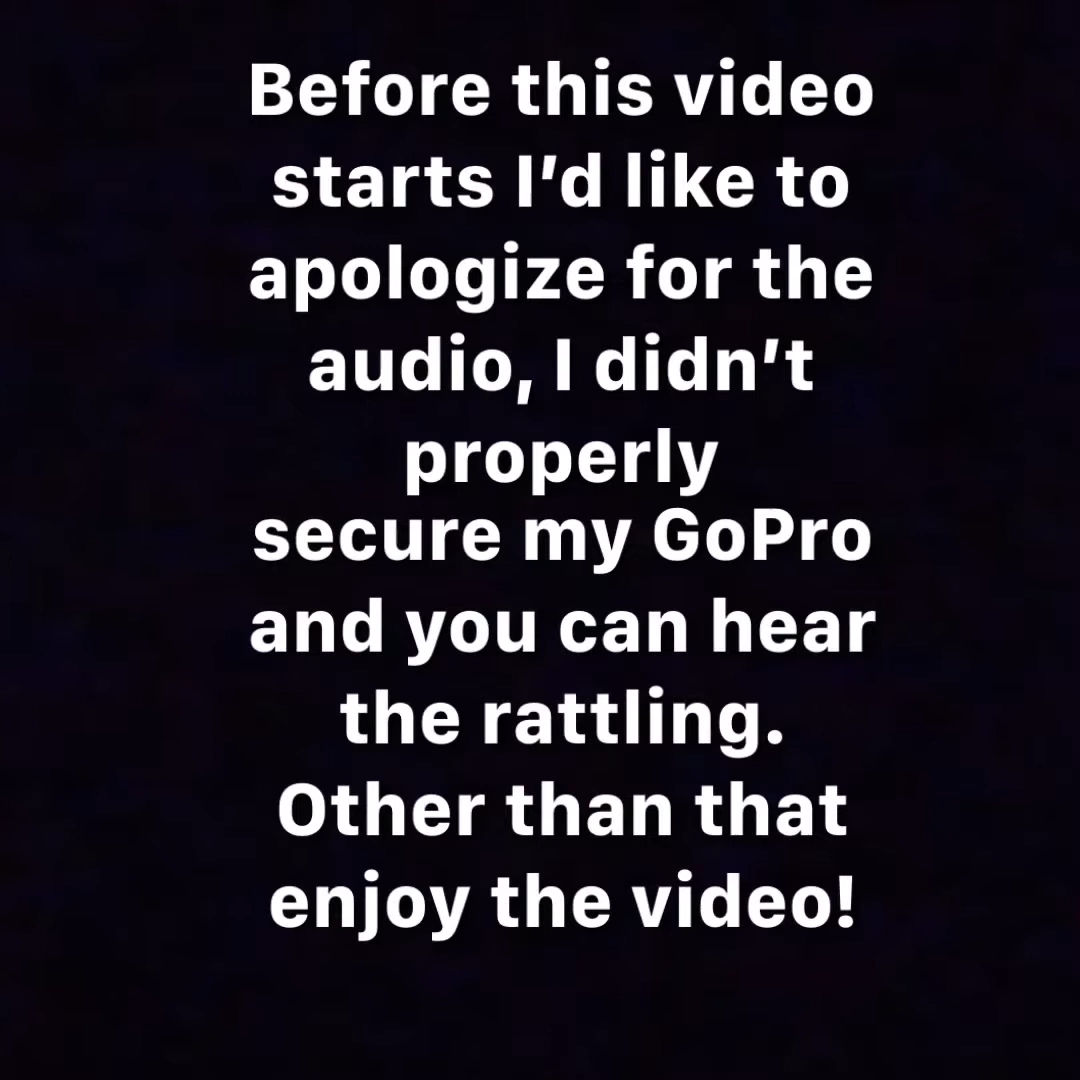 Before this video
starts I’d like to
apologize for the
audio, I didn’t
properly
secure my GoPro
and you can hear
the rattling.
Other than that
enjoy the video!